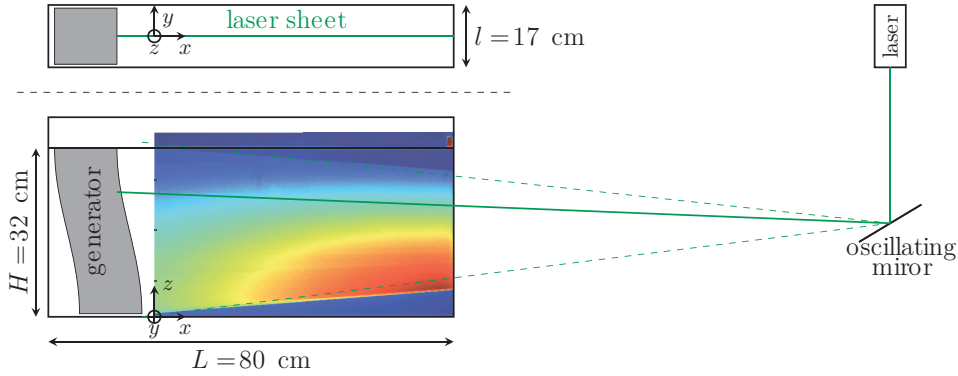 y
laser sheet
z
x
l = 17 cm
laser
H = 32 cm
generator
z
y
x
oscillating
miror
L = 80 cm